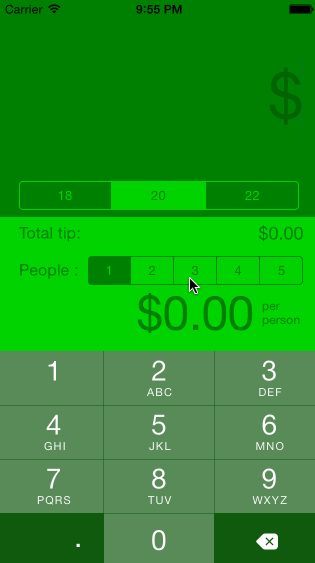 Carrier 9:55 PM
$
18 20 22
Total tip: $0.00
People : 1 2 3 4 5
$0.00 per person
1 2 ABC 3 DEF
4 GHI 5 JKL 6 MNO
7 PQRS 8 TUV 9 WXYZ
. 0